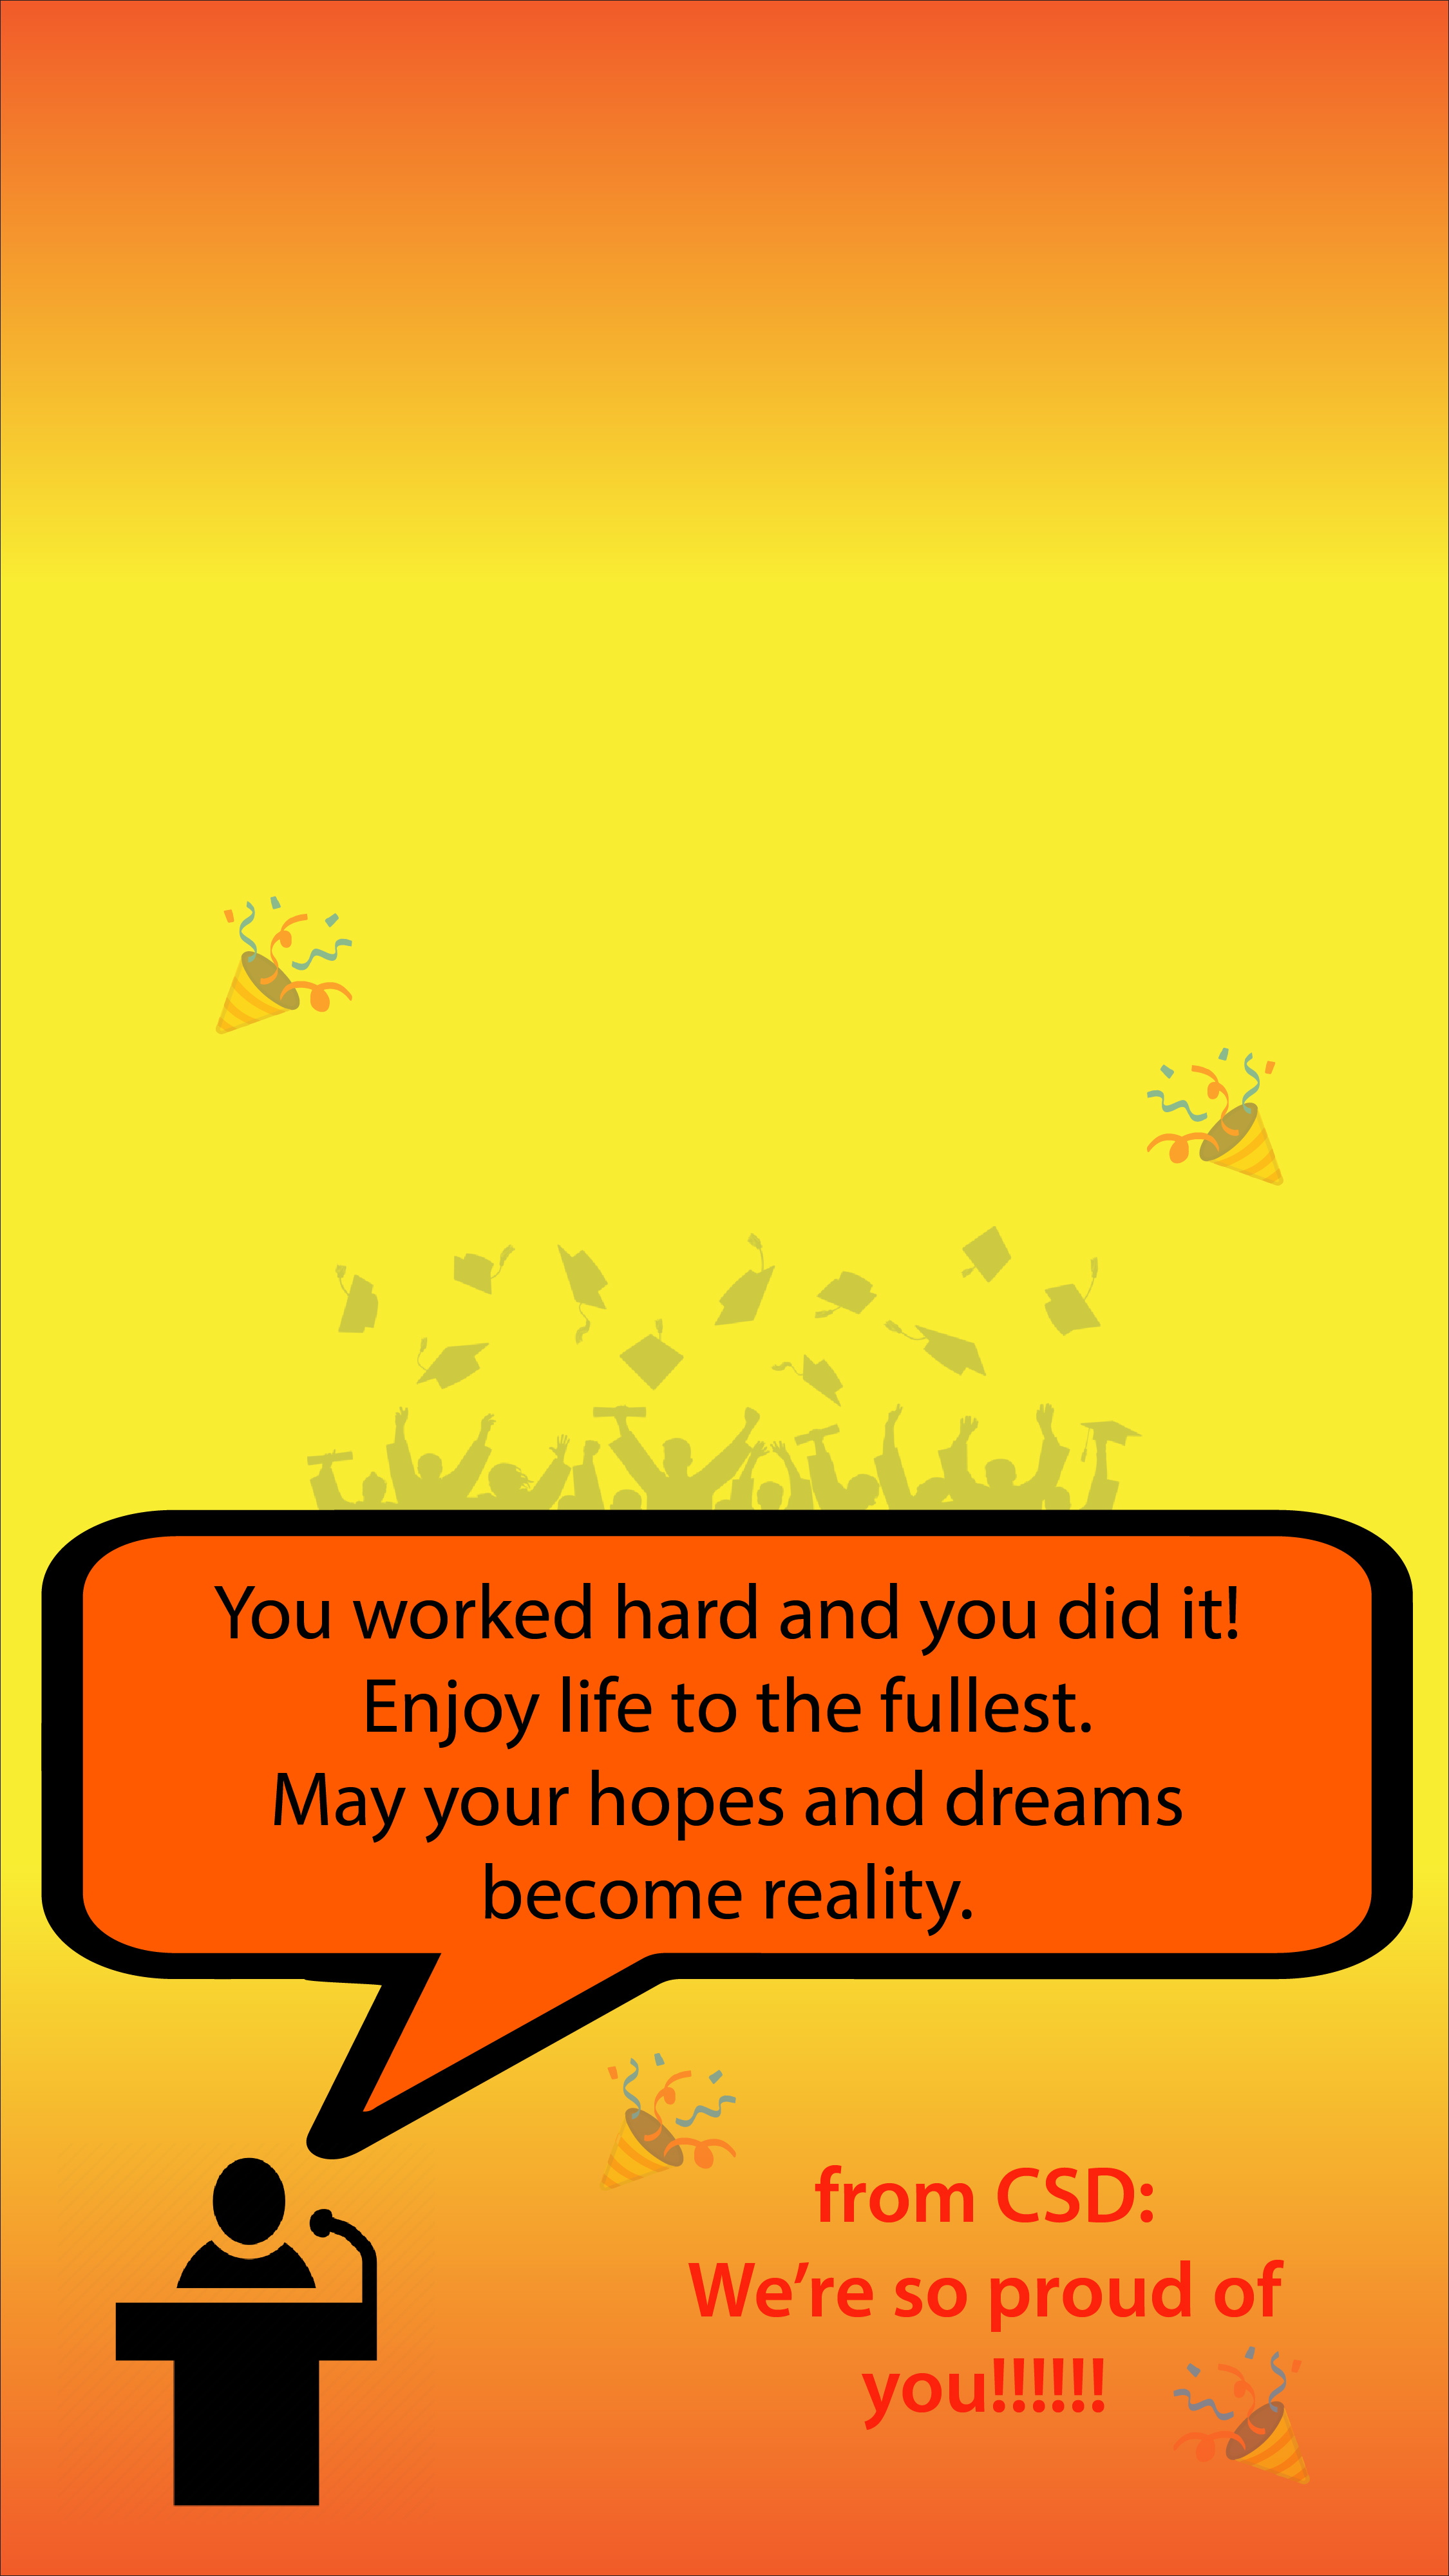 You worked hard and you did it!
Enjoy life to the fullest.
May your hopes and dreams
become reality.
from CSD:
We’re so proud of
you!!!!!!